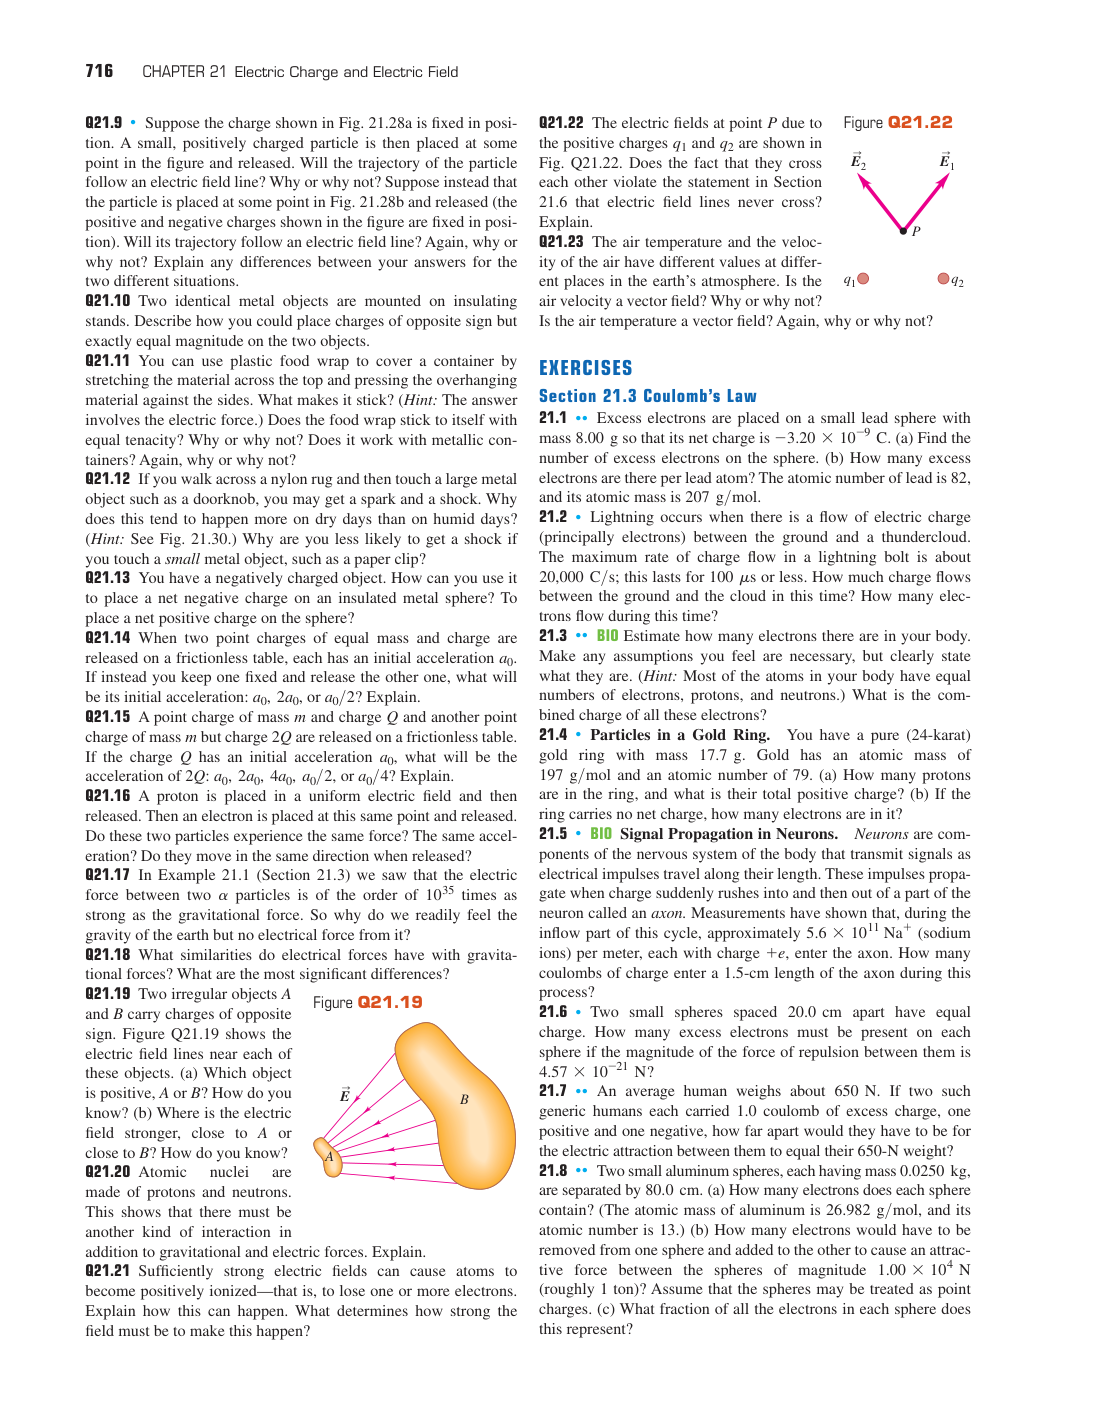 716 CHAPTER 21 Electric Charge and Electric Field
Q21.9 • Suppose the charge shown in Fig. 21.28a is fixed in posi-
tion. A small, positively charged particle is then placed at some
point in the figure and released. Will the trajectory of the particle
follow an electric field line? Why or why not? Suppose instead that
the particle is placed at some point in Fig. 21.28b and released (the
positive and negative charges shown in the figure are fixed in posi-
tion). Will its trajectory follow an electric field line? Again, why or
why not? Explain any differences between your answers for the
two different situations.
Q21.10 Two identical metal objects are mounted on insulating
stands. Describe how you could place charges of opposite sign but
exactly equal magnitude on the two objects.
Q21.11 You can use plastic food wrap to cover a container by
stretching the material across the top and pressing the overhanging
material against the sides. What makes it stick? (Hint: The answer
involves the electric force.) Does the food wrap stick to itself with
equal tenacity? Why or why not? Does it work with metallic con-
tainers? Again, why or why not?
Q21.12 If you walk across a nylon rug and then touch a large metal
object such as a doorknob, you may get a spark and a shock. Why
does this tend to happen more on dry days than on humid days?
(Hint: See Fig. 21.30.) Why are you less likely to get a shock if
you touch a small metal object, such as a paper clip?
Q21.13 You have a negatively charged object. How can you use it
to place a net negative charge on an insulated metal sphere? To
place a net positive charge on the sphere?
Q21.14 When two point charges of equal mass and charge are
released on a frictionless table, each has an initial acceleration a₀.
If instead you keep one fixed and release the other one, what will
be its initial acceleration: a₀, 2a₀, or a₀/2? Explain.
Q21.15 A point charge of mass m and charge Q and another point
charge of mass m but charge 2Q are released on a frictionless table.
If the charge Q has an initial acceleration a₀, what will be the
acceleration of 2Q: a₀, 2a₀, 4a₀, a₀/2, or a₀/4? Explain.
Q21.16 A proton is placed in a uniform electric field and then
released. Then an electron is placed at this same point and released.
Do these two particles experience the same force? The same accel-
eration? Do they move in the same direction when released?
Q21.17 In Example 21.1 (Section 21.3) we saw that the electric
force between two α particles is of the order of 10³⁵ times as
strong as the gravitational force. So why do we readily feel the
gravity of the earth but no electrical force from it?
Q21.18 What similarities do electrical forces have with gravita-
tional forces? What are the most significant differences?
Q21.19 Two irregular objects A
and B carry charges of opposite
sign. Figure Q21.19 shows the
electric field lines near each of
these objects. (a) Which object
is positive, A or B? How do you
know? (b) Where is the electric
field stronger, close to A or
close to B? How do you know?
Figure Q21.19
E⃗
B
A
Q21.20 Atomic nuclei are
made of protons and neutrons.
This shows that there must be
another kind of interaction in
addition to gravitational and electric forces. Explain.
Q21.21 Sufficiently strong electric fields can cause atoms to
become positively ionized—that is, to lose one or more electrons.
Explain how this can happen. What determines how strong the
field must be to make this happen?
Q21.22 The electric fields at point P due to
the positive charges q₁ and q₂ are shown in
Fig. Q21.22. Does the fact that they cross
each other violate the statement in Section
21.6 that electric field lines never cross?
Explain.
Figure Q21.22
E⃗₂ E⃗₁
P
q₁ q₂
Q21.23 The air temperature and the veloc-
ity of the air have different values at differ-
ent places in the earth's atmosphere. Is the
air velocity a vector field? Why or why not?
Is the air temperature a vector field? Again, why or why not?
EXERCISES
Section 21.3 Coulomb's Law
21.1 •• Excess electrons are placed on a small lead sphere with
mass 8.00 g so that its net charge is −3.20 × 10⁻⁹ C. (a) Find the
number of excess electrons on the sphere. (b) How many excess
electrons are there per lead atom? The atomic number of lead is 82,
and its atomic mass is 207 g/mol.
21.2 • Lightning occurs when there is a flow of electric charge
(principally electrons) between the ground and a thundercloud.
The maximum rate of charge flow in a lightning bolt is about
20,000 C/s; this lasts for 100 μs or less. How much charge flows
between the ground and the cloud in this time? How many elec-
trons flow during this time?
21.3 •• BIO Estimate how many electrons there are in your body.
Make any assumptions you feel are necessary, but clearly state
what they are. (Hint: Most of the atoms in your body have equal
numbers of electrons, protons, and neutrons.) What is the com-
bined charge of all these electrons?
21.4 • Particles in a Gold Ring. You have a pure (24-karat)
gold ring with mass 17.7 g. Gold has an atomic mass of
197 g/mol and an atomic number of 79. (a) How many protons
are in the ring, and what is their total positive charge? (b) If the
ring carries no net charge, how many electrons are in it?
21.5 • BIO Signal Propagation in Neurons. Neurons are com-
ponents of the nervous system of the body that transmit signals as
electrical impulses travel along their length. These impulses propa-
gate when charge suddenly rushes into and then out of a part of the
neuron called an axon. Measurements have shown that, during the
inflow part of this cycle, approximately 5.6 × 10¹¹ Na⁺ (sodium
ions) per meter, each with charge +e, enter the axon. How many
coulombs of charge enter a 1.5-cm length of the axon during this
process?
21.6 • Two small spheres spaced 20.0 cm apart have equal
charge. How many excess electrons must be present on each
sphere if the magnitude of the force of repulsion between them is
4.57 × 10⁻²¹ N?
21.7 •• An average human weighs about 650 N. If two such
generic humans each carried 1.0 coulomb of excess charge, one
positive and one negative, how far apart would they have to be for
the electric attraction between them to equal their 650-N weight?
21.8 •• Two small aluminum spheres, each having mass 0.0250 kg,
are separated by 80.0 cm. (a) How many electrons does each sphere
contain? (The atomic mass of aluminum is 26.982 g/mol, and its
atomic number is 13.) (b) How many electrons would have to be
removed from one sphere and added to the other to cause an attrac-
tive force between the spheres of magnitude 1.00 × 10⁴ N
(roughly 1 ton)? Assume that the spheres may be treated as point
charges. (c) What fraction of all the electrons in each sphere does
this represent?